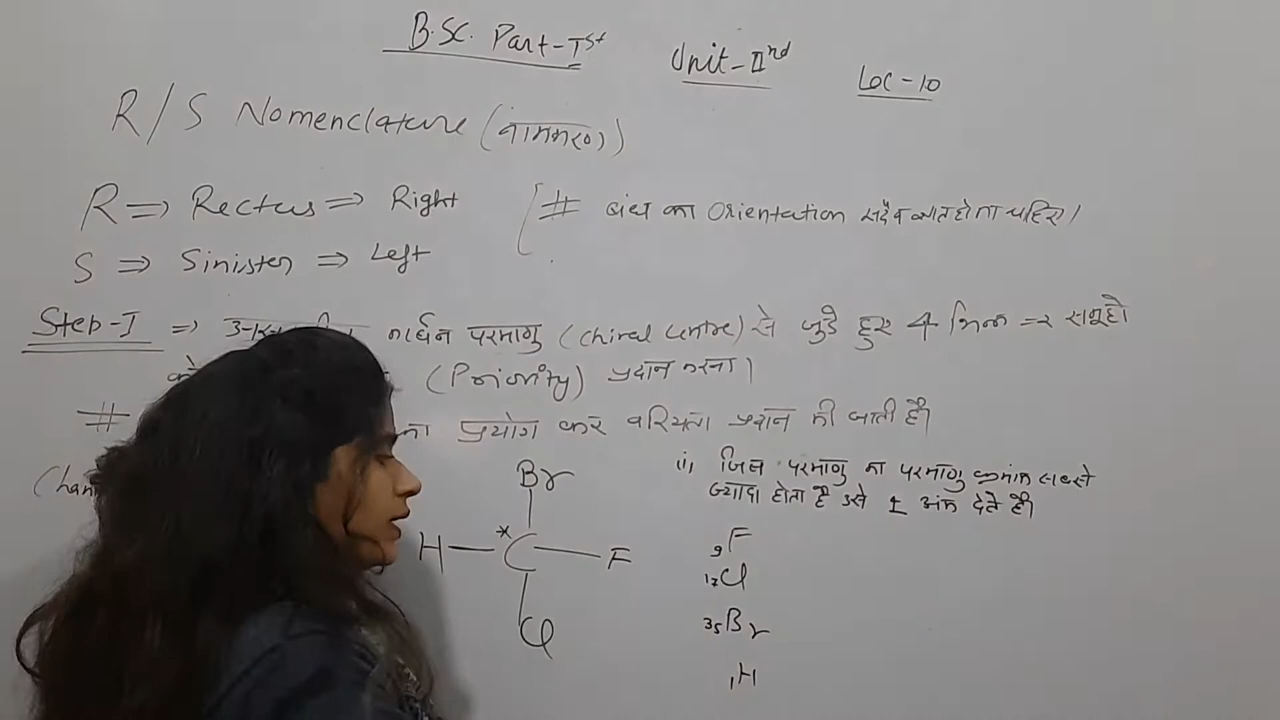 B.Sc. Part-Ist Unit-IInd Lec-10
R/S Nomenclature (नामकरण)
R ⇒ Rectus ⇒ Right
# बंध का Orientation सदैव ज्ञात होना चाहिए।
S ⇒ Sinister ⇒ Left
Step-I ⇒ कार्बन परमाणु (Chiral Centre) से जुड़े हुए 4 भिन्न-2 समूहो
को (Priority) प्रदान करना।
# का प्रयोग कर वरियता प्रदान की जाती है।
(i) जिस परमाणु का परमाणु क्रमांक सबसे
ज्यादा होता है उसे 1 अंक देते है।
Br
H—*C—F
Cl
9F
17Cl
35Br
1H